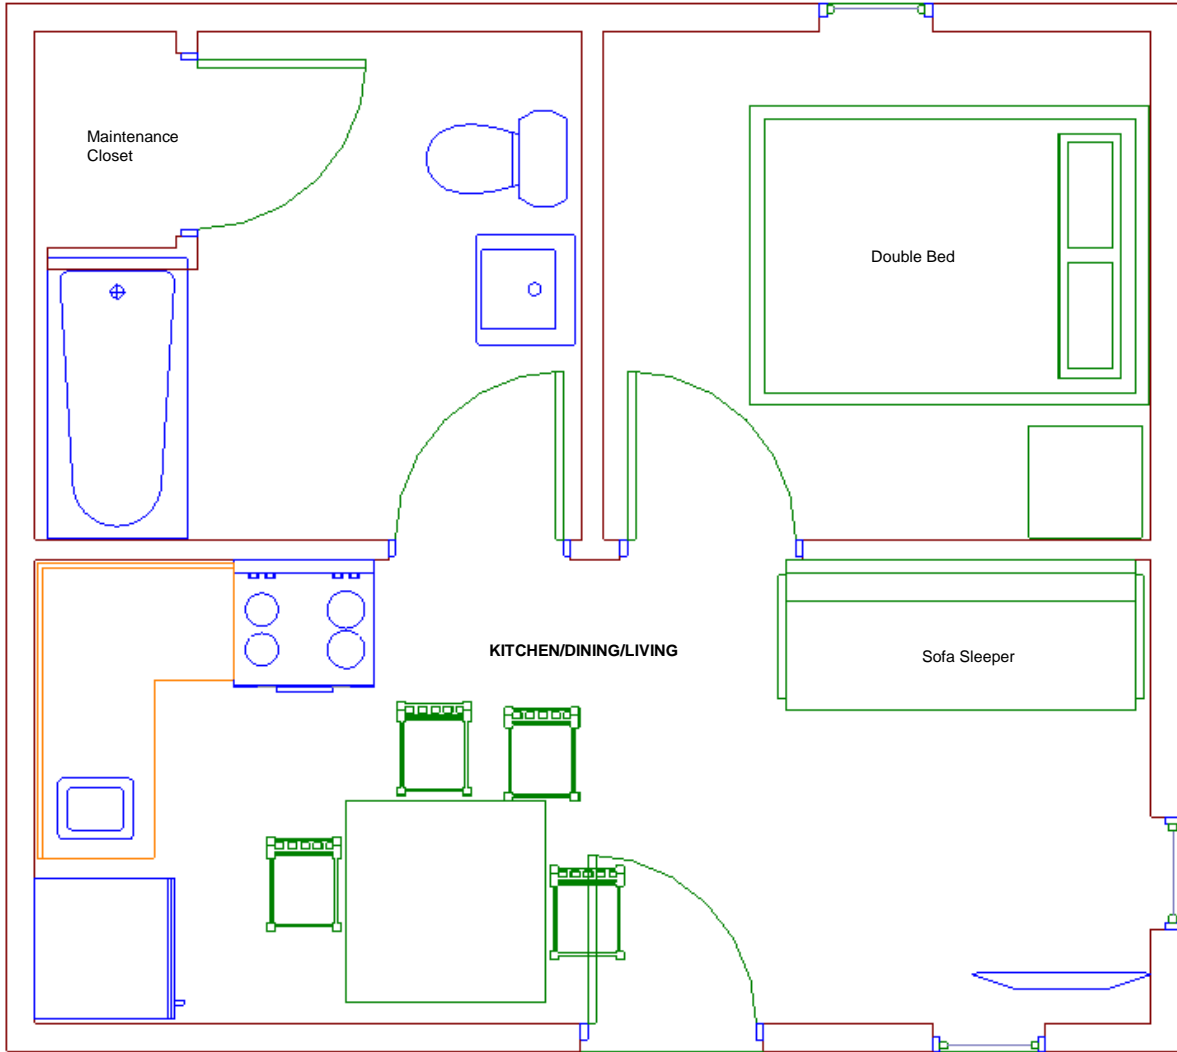 Maintenance
Closet
Double Bed
KITCHEN/DINING/LIVING
Sofa Sleeper